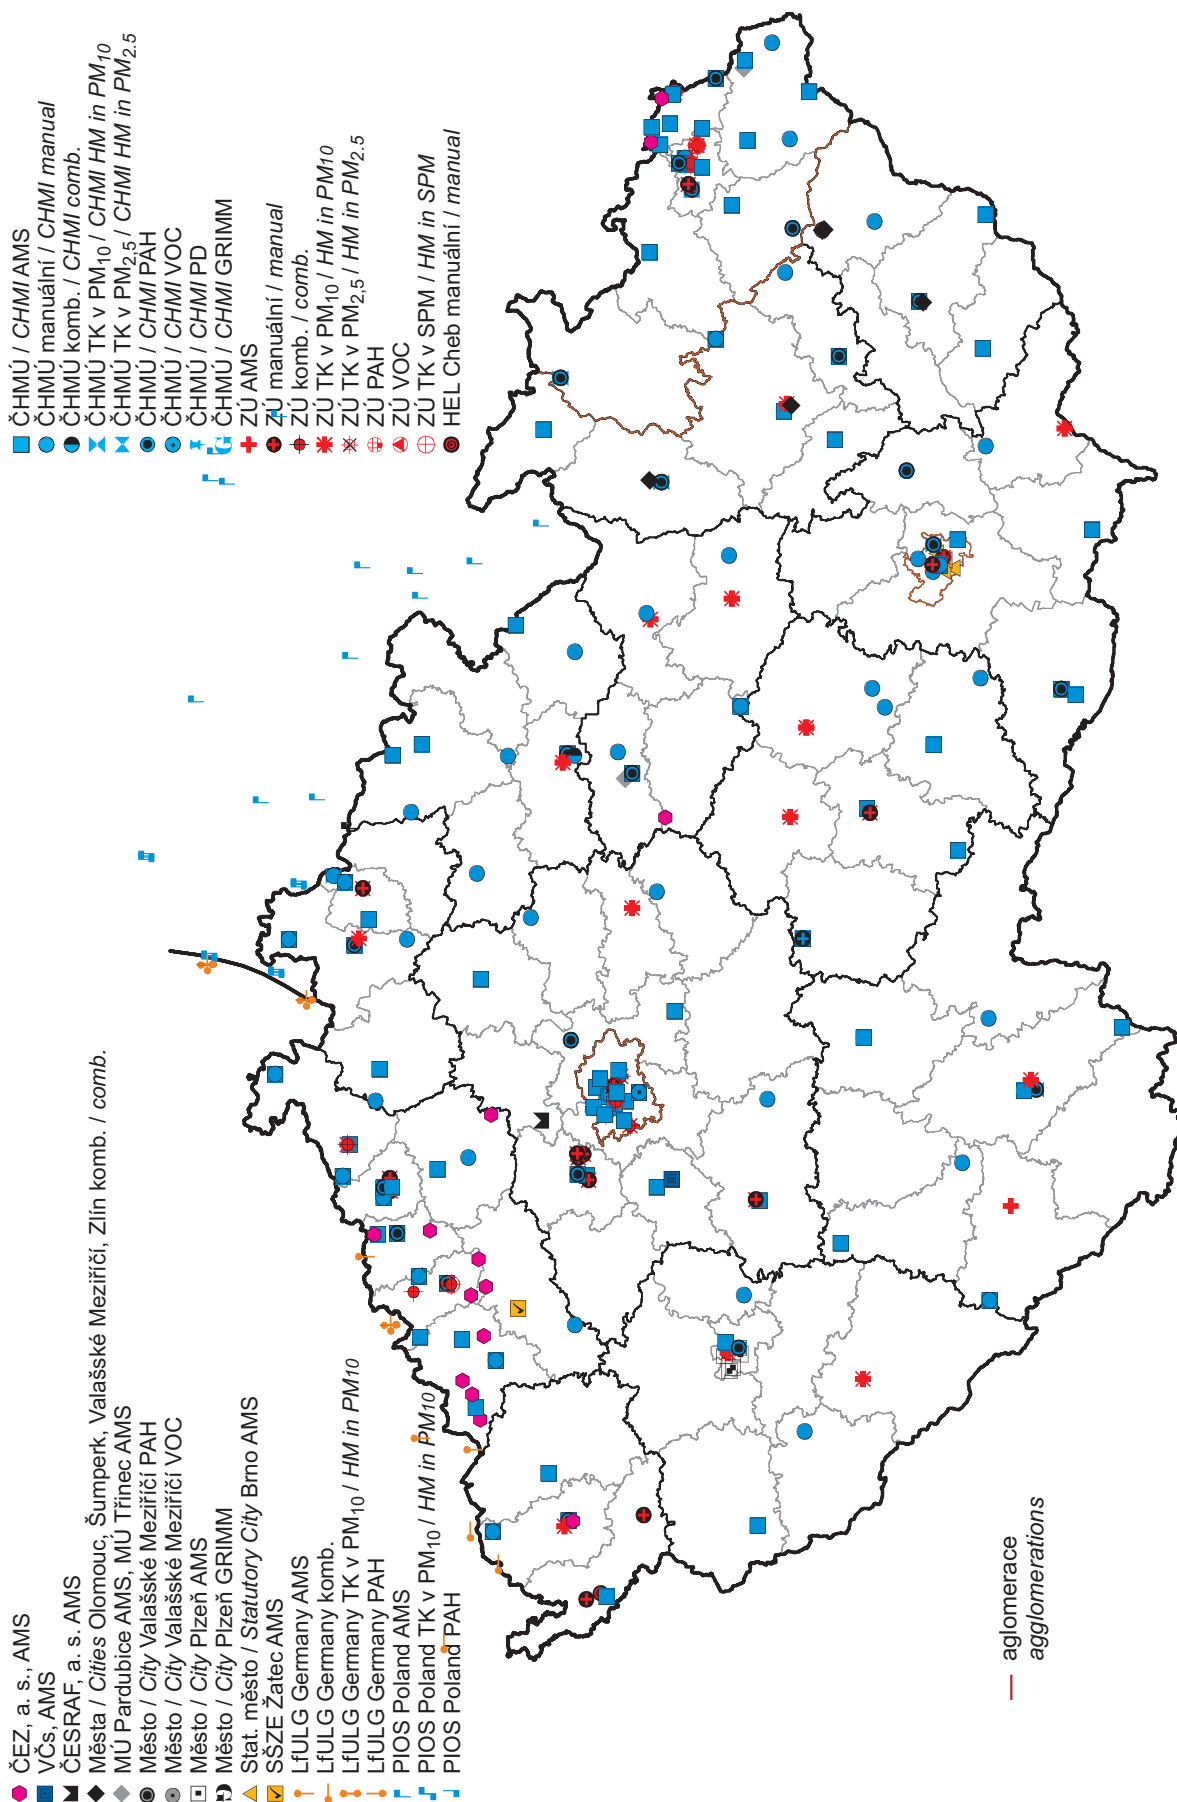 ČEZ, a. s., AMS
VČs, AMS
ČESRAF, a. s. AMS
Města / Cities Olomouc, Šumperk, Valašské Meziříčí, Zlín komb. / comb.
MÚ Pardubice AMS, MÚ Třinec AMS
Město / City Valašské Meziříčí PAH
Město / City Valašské Meziříčí VOC
Město / City Plzeň AMS
Město / City Plzeň GRIMM
Stat. město / Statutory City Brno AMS
SŠZE Žatec AMS
LfULG Germany AMS
LfULG Germany komb.
LfULG Germany TK v PM10 / HM in PM10
LfULG Germany PAH
PIOS Poland AMS
PIOS Poland TK v PM10 / HM in PM10
PIOS Poland PAH
ČHMÚ / CHMI AMS
ČHMÚ manuální / CHMI manual
ČHMÚ komb. / CHMI comb.
ČHMÚ TK v PM10 / CHMI HM in PM10
ČHMÚ TK v PM2,5 / CHMI HM in PM2.5
ČHMÚ / CHMI PAH
ČHMÚ / CHMI VOC
ČHMÚ / CHMI PD
G ČHMÚ / CHMI GRIMM
ZÚ AMS
ZÚ manuální / manual
ZÚ komb. / comb.
ZÚ TK v PM10 / HM in PM10
ZÚ TK v PM2,5 / HM in PM2.5
ZÚ PAH
ZÚ VOC
ZÚ TK v SPM / HM in SPM
HEL Cheb manuální / manual
aglomerace
agglomerations